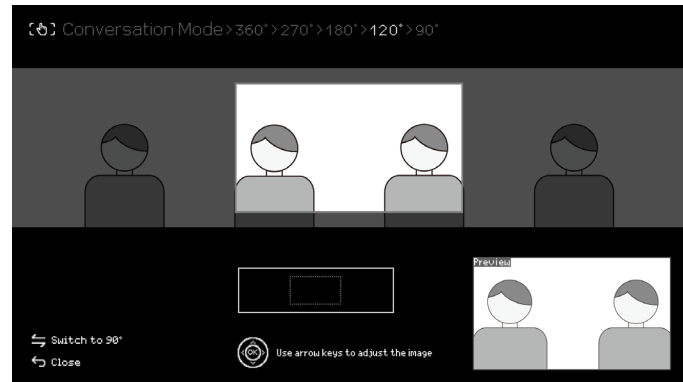 Conversation Mode>360°>270°>180°>120°>90°
Preview
Switch to 90°
OK
Use arrow keys to adjust the image
Close